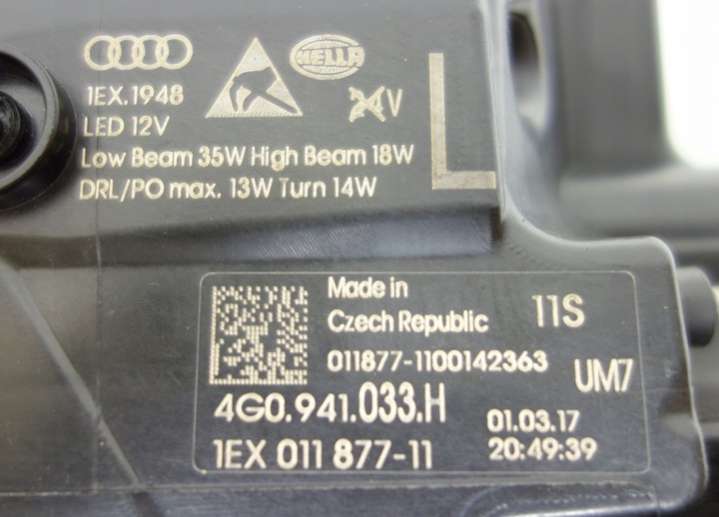 HELLA
1EX.1948
LED 12V
24V
Low Beam 35W High Beam 18W
DRL/PO max. 13W Turn 14W
L
Made in
Czech Republic
11S
011877-1100142363
UM7
4G0.941.033.H
01.03.17
1EX 011 877-11
20:49:39